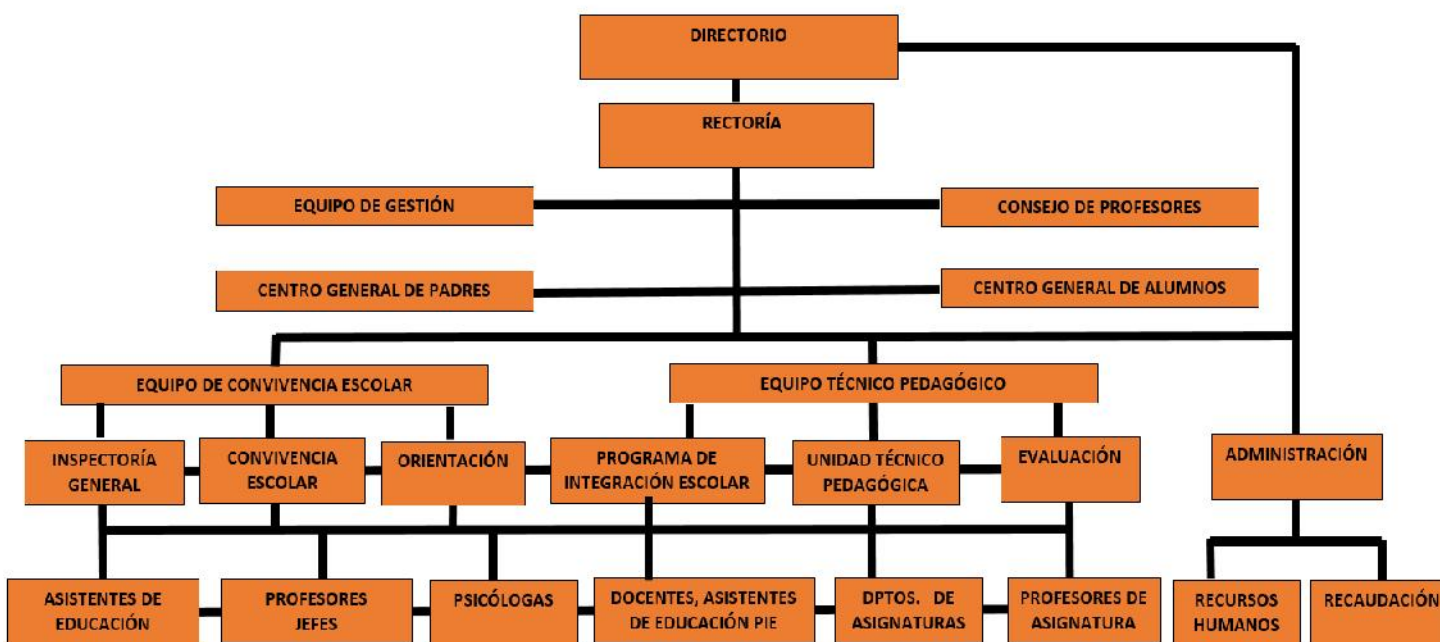 DIRECTORIO
RECTORÍA
EQUIPO DE GESTIÓN
CONSEJO DE PROFESORES
CENTRO GENERAL DE PADRES
CENTRO GENERAL DE ALUMNOS
EQUIPO DE CONVIVENCIA ESCOLAR
EQUIPO TÉCNICO PEDAGÓGICO
INSPECTORÍA
GENERAL
CONVIVENCIA
ESCOLAR
ORIENTACIÓN
PROGRAMA DE
INTEGRACIÓN ESCOLAR
UNIDAD TÉCNICO
PEDAGÓGICA
EVALUACIÓN
ADMINISTRACIÓN
ASISTENTES DE
EDUCACIÓN
PROFESORES
JEFES
PSICÓLOGAS
DOCENTES, ASISTENTES
DE EDUCACIÓN PIE
DPTOS. DE
ASIGNATURAS
PROFESORES DE
ASIGNATURA
RECURSOS
HUMANOS
RECAUDACIÓN